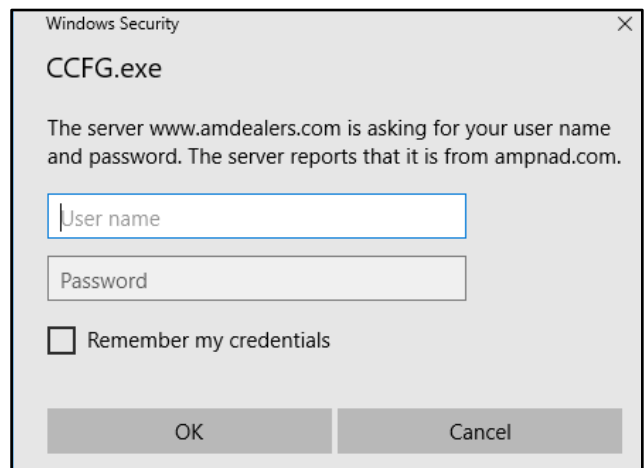 Windows Security
CCFG.exe
The server www.amdealers.com is asking for your user name
and password. The server reports that it is from ampnad.com.
User name
Password
Remember my credentials
OK
Cancel